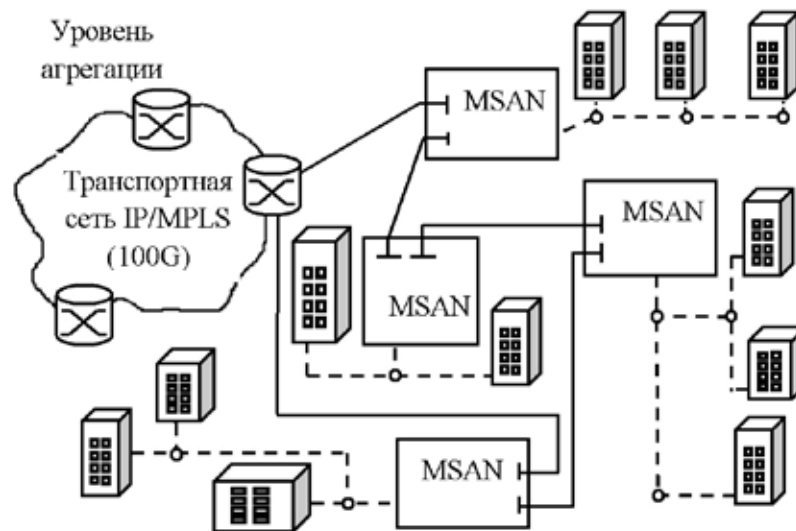 Уровень
агрегации
Транспортная
сеть IP/MPLS
(100G)
MSAN
MSAN
MSAN
MSAN